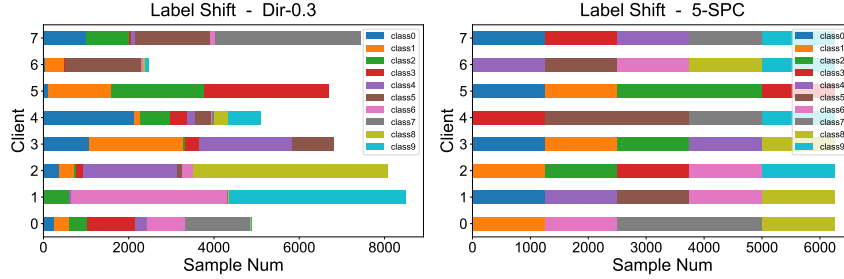 Label Shift  -  Dir-0.3
Client
7
6
5
4
3
2
1
0
class0
class1
class2
class3
class4
class5
class6
class7
class8
class9
0
2000
4000
6000
8000
Sample Num
Label Shift  -  5-SPC
Client
7
6
5
4
3
2
1
0
class0
class1
class2
class3
class4
class5
class6
class7
class8
class9
0
1000
2000
3000
4000
5000
6000
Sample Num